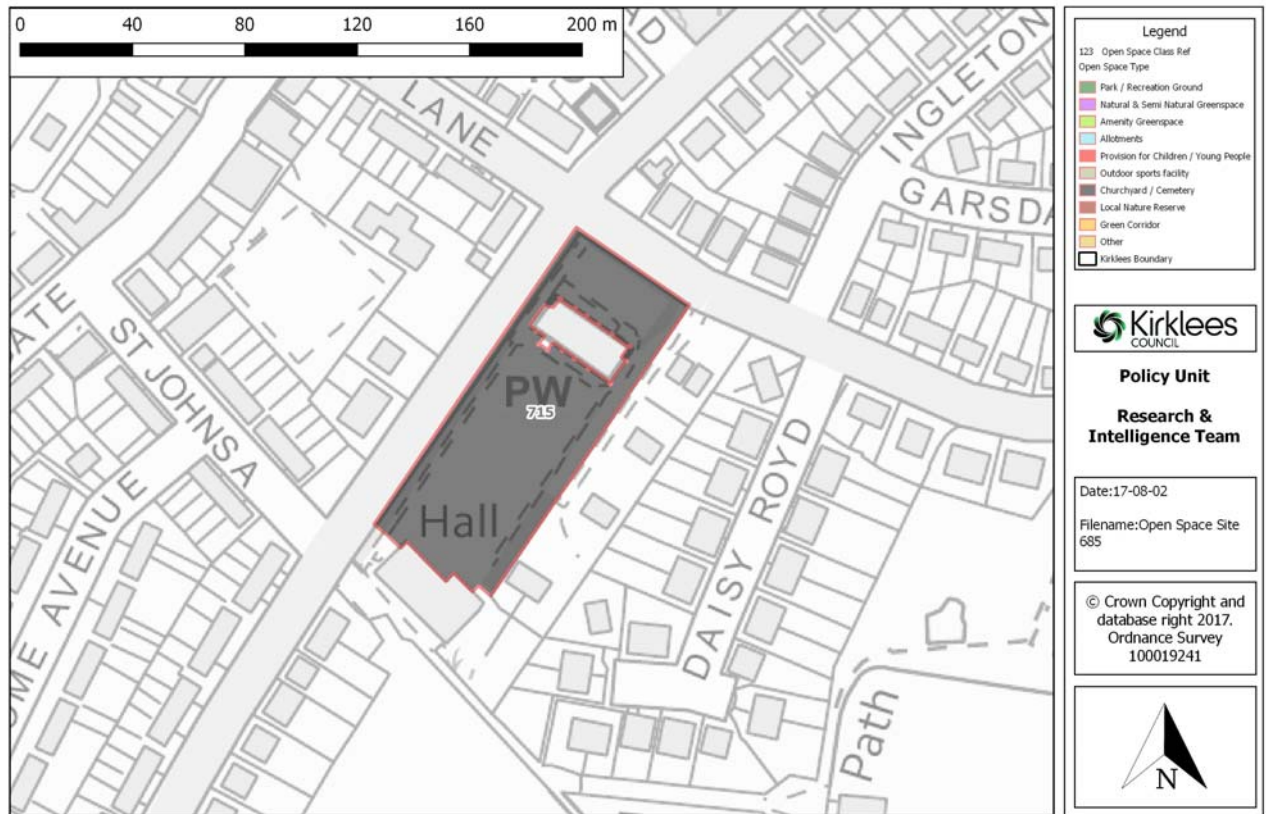 0 40 80 120 160 200 m
LANE
AD
INGLETON
GARSDA
ATE
ST JOHNS A
OME AVENUE
PW
715
Hall
DAISY ROYD
Path
Legend
123 Open Space Class Ref
Open Space Type
Park / Recreation Ground
Natural & Semi Natural Greenspace
Amenity Greenspace
Allotments
Provision for Children / Young People
Outdoor sports facility
Churchyard / Cemetery
Local Nature Reserve
Green Corridor
Other
Kirklees Boundary
Kirklees
COUNCIL
Policy Unit
Research &
Intelligence Team
Date:17-08-02
Filename:Open Space Site
685
© Crown Copyright and
database right 2017.
Ordnance Survey
100019241
N